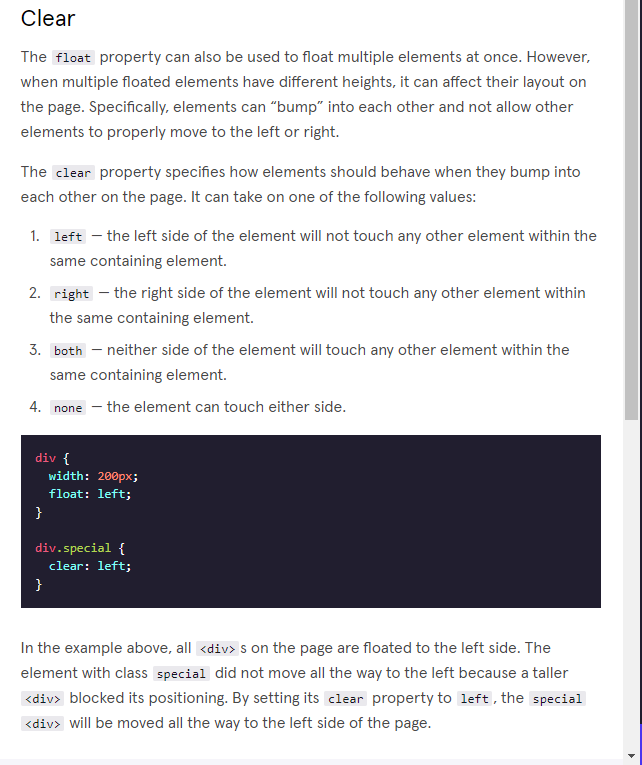 Clear
The float property can also be used to float multiple elements at once. However,
when multiple floated elements have different heights, it can affect their layout on
the page. Specifically, elements can “bump” into each other and not allow other
elements to properly move to the left or right.
The clear property specifies how elements should behave when they bump into
each other on the page. It can take on one of the following values:
1. left — the left side of the element will not touch any other element within the
same containing element.
2. right — the right side of the element will not touch any other element within
the same containing element.
3. both — neither side of the element will touch any other element within the
same containing element.
4. none — the element can touch either side.
div {
  width: 200px;
  float: left;
}
div.special {
  clear: left;
}
In the example above, all <div>s on the page are floated to the left side. The
element with class special did not move all the way to the left because a taller
<div> blocked its positioning. By setting its clear property to left, the special
<div> will be moved all the way to the left side of the page.